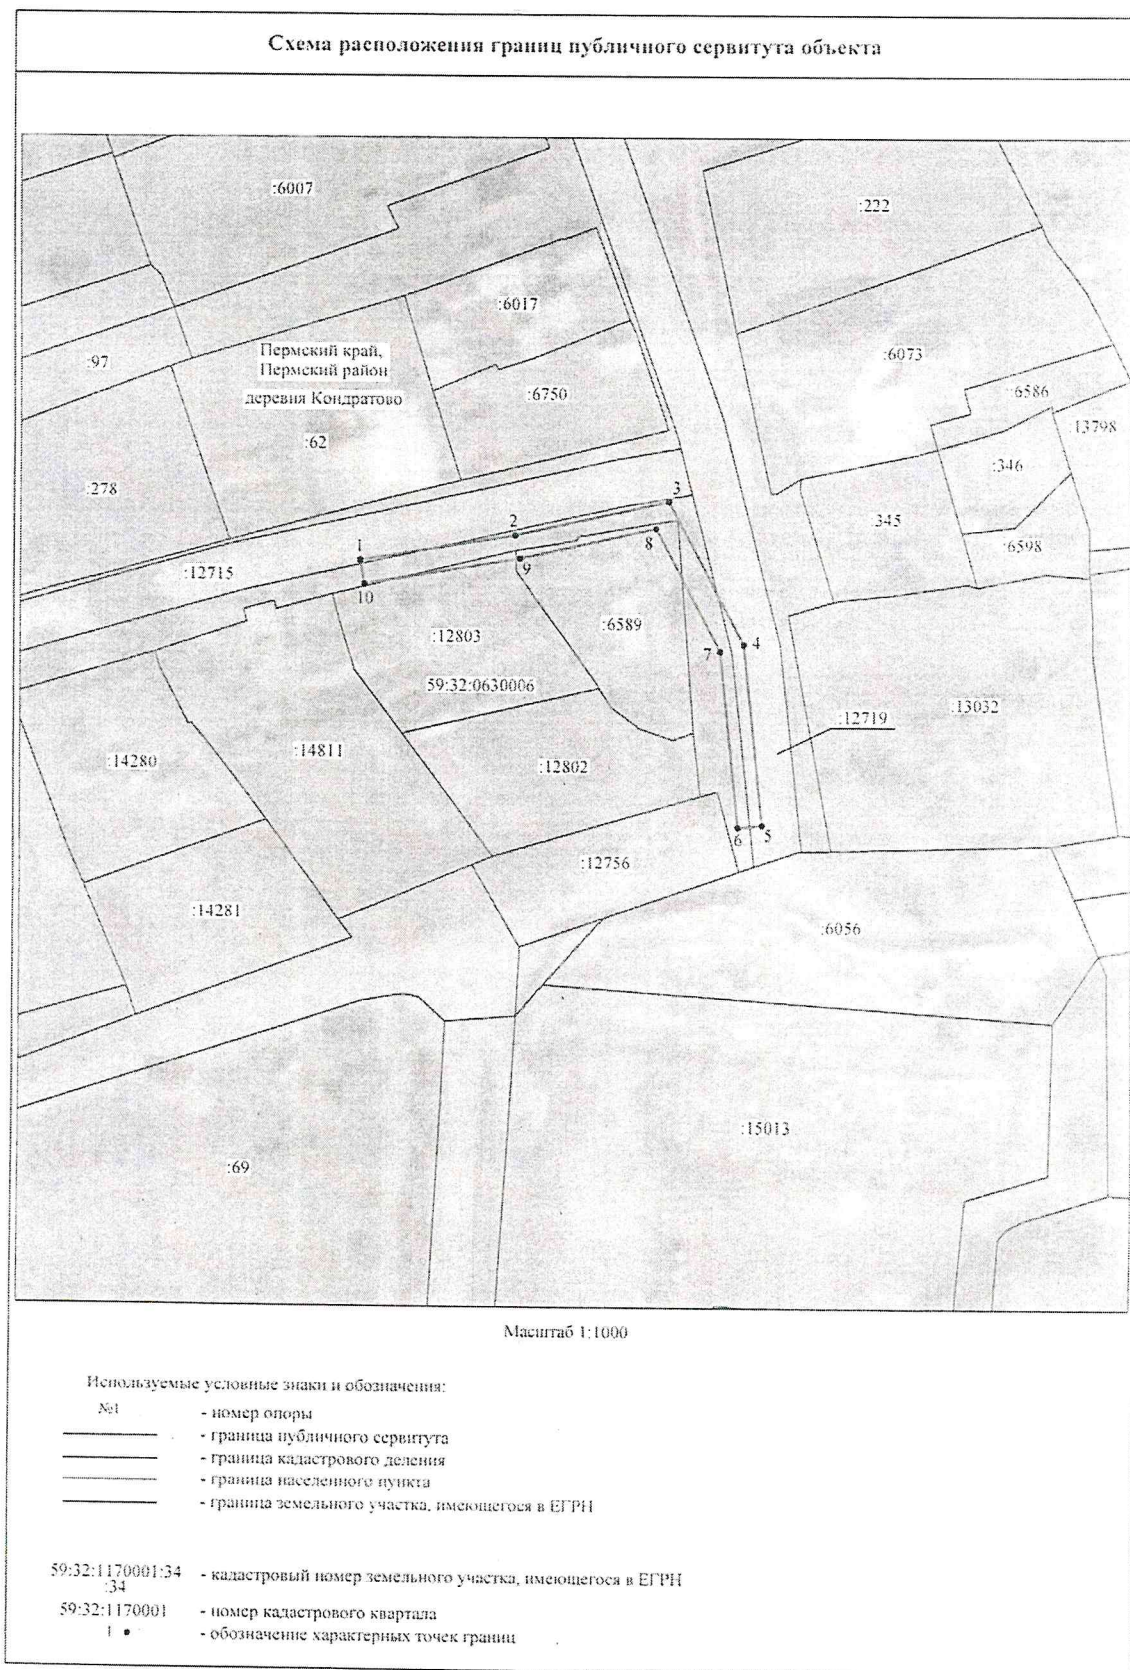 Схема расположения границ публичного сервитута объекта
:6007
:222
:6017
:97
Пермский край,
Пермский район
деревня Кондратово
:6073
:6750
:6586
:13798
:62
:346
:278
3
345
2
8
:6598
1
:12715
9
10
:6589
:12803
7
4
59:32:0630006
:13032
:12719
:14811
:14280
:12802
6
5
:12756
:14281
:6056
:15013
:69
Масштаб 1:1000
Используемые условные знаки и обозначения:
№1 - номер опоры
- граница публичного сервитута
- граница кадастрового деления
- граница населенного пункта
- граница земельного участка, имеющегося в ЕГРН
59:32:1170001:34 - кадастровый номер земельного участка, имеющегося в ЕГРН
:34
59:32:1170001 - номер кадастрового квартала
1 - обозначение характерных точек границ